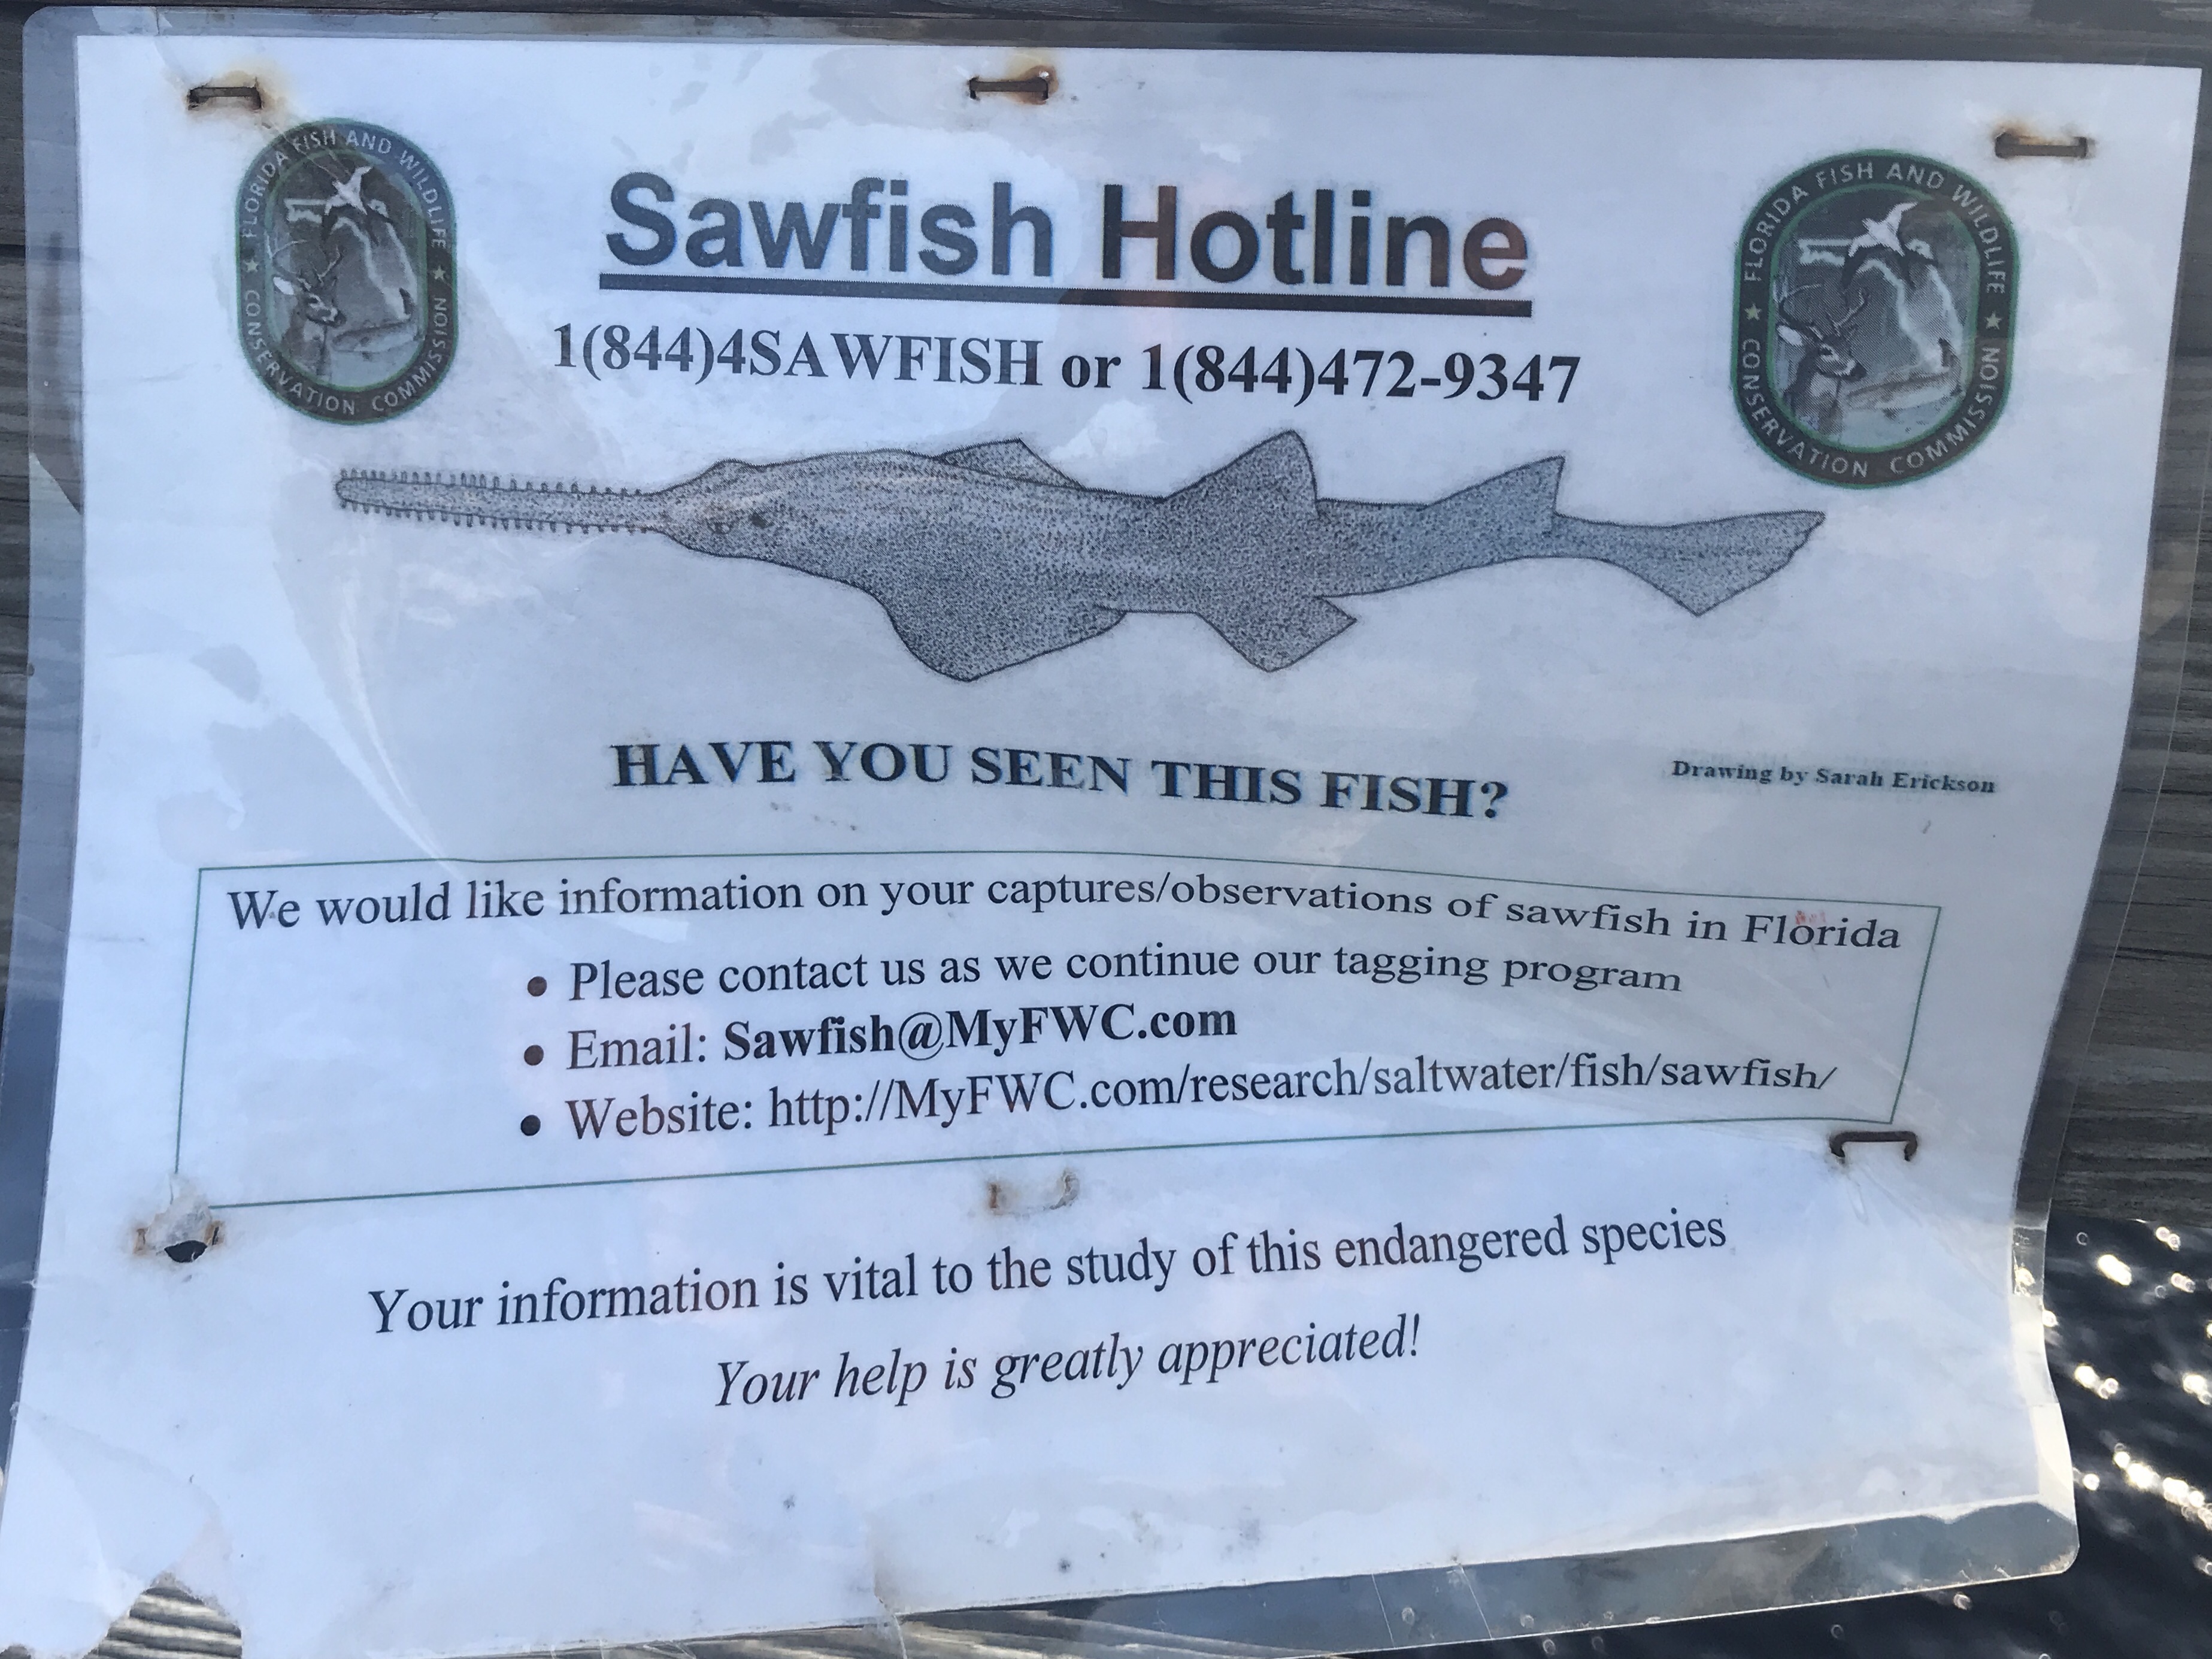 FLORIDA FISH AND WILDLIFE
CONSERVATION COMMISSION
Sawfish Hotline
FLORIDA FISH AND WILDLIFE
CONSERVATION COMMISSION
1(844)4SAWFISH or 1(844)472-9347
HAVE YOU SEEN THIS FISH?
Drawing by Sarah Erickson
We would like information on your captures/observations of sawfish in Florida
• Please contact us as we continue our tagging program
• Email: Sawfish@MyFWC.com
• Website: http://MyFWC.com/research/saltwater/fish/sawfish/
Your information is vital to the study of this endangered species
Your help is greatly appreciated!